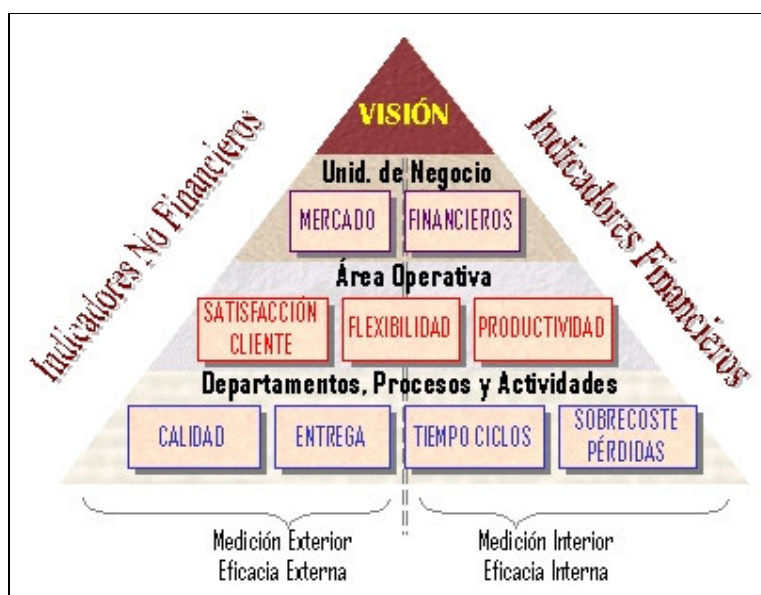 VISIÓN
Indicadores No Financieros
Indicadores Financieros
Unid. de Negocio
MERCADO
FINANCIEROS
Área Operativa
SATISFACCIÓN
CLIENTE
FLEXIBILIDAD
PRODUCTIVIDAD
Departamentos, Procesos y Actividades
CALIDAD
ENTREGA
TIEMPO CICLOS
SOBRECOSTE
PÉRDIDAS
Medición Exterior
Eficacia Externa
Medición Interior
Eficacia Interna